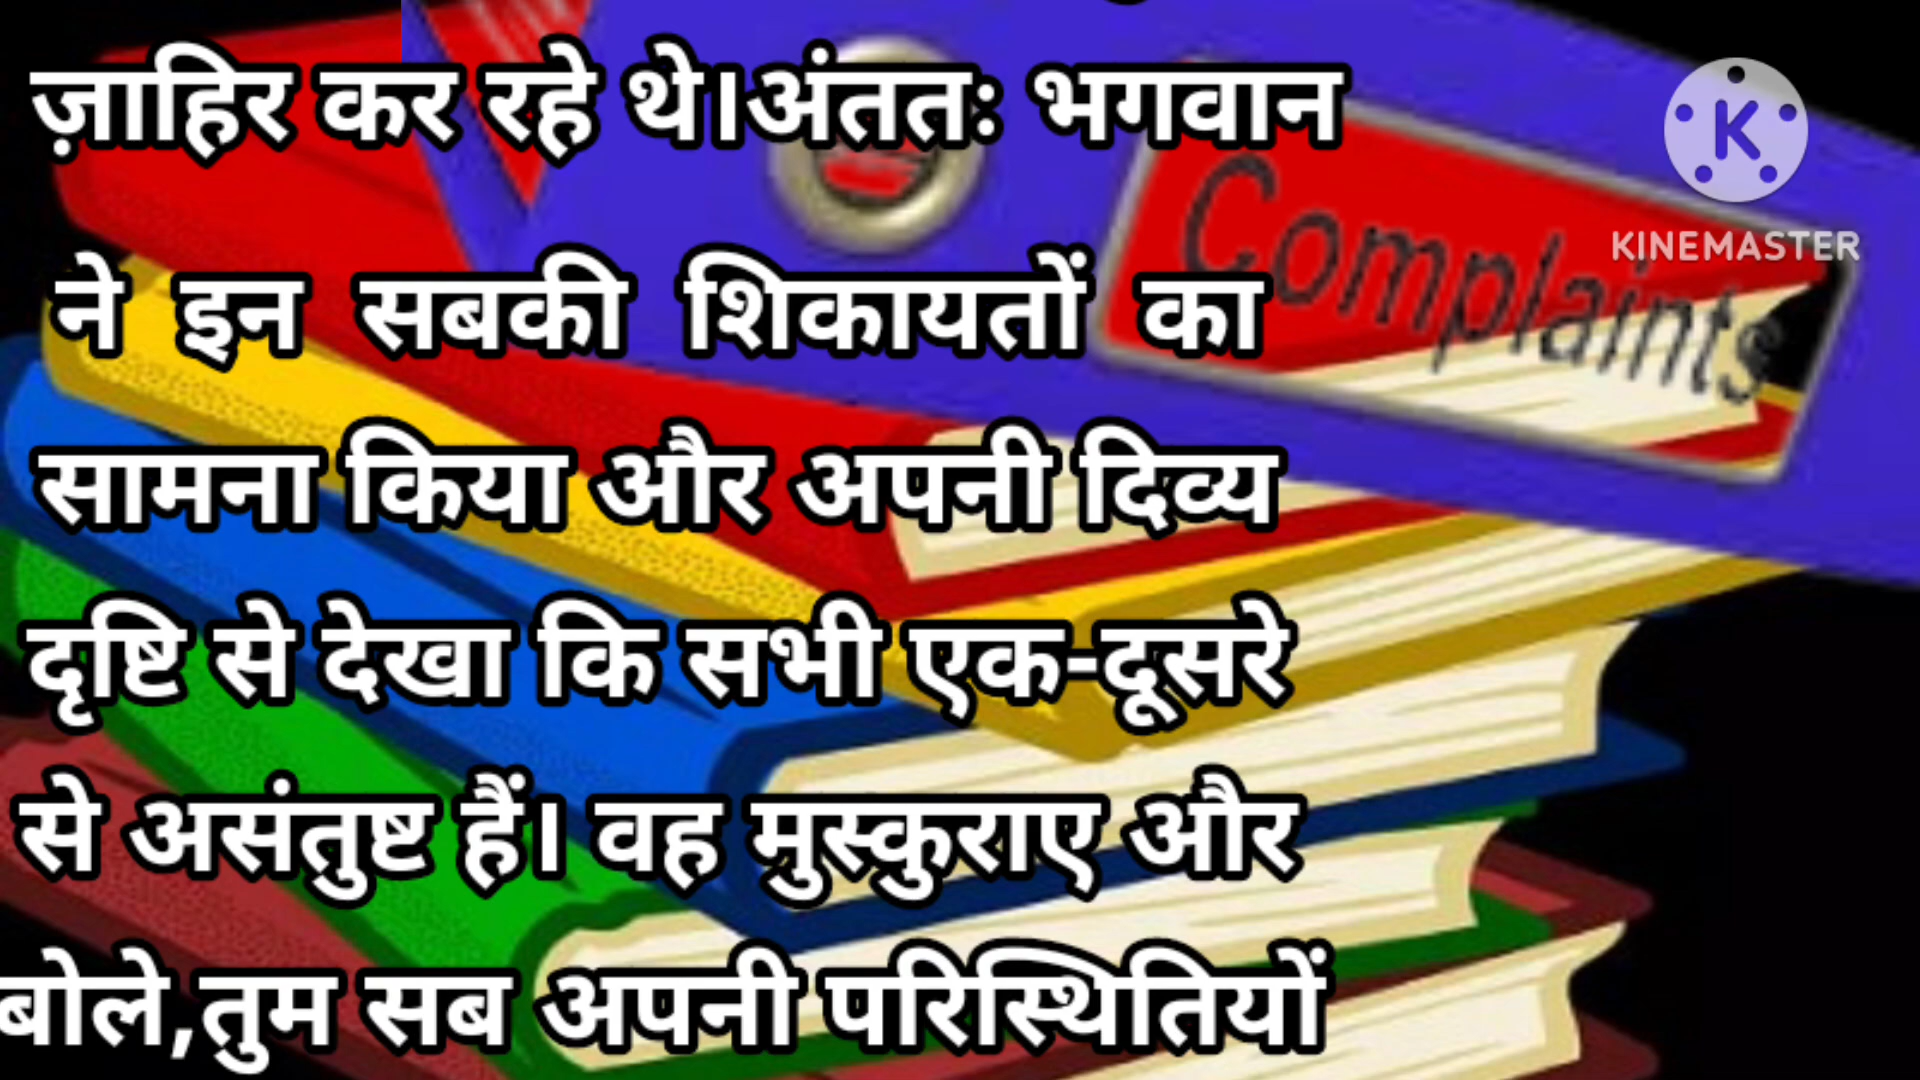 ज़ाहिर कर रहे थे।अंततः भगवान
ने इन सबकी शिकायतों का
सामना किया और अपनी दिव्य
दृष्टि से देखा कि सभी एक-दूसरे
से असंतुष्ट हैं। वह मुस्कुराए और
बोले,तुम सब अपनी परिस्थितियों
Complaints
K
KINEMASTER